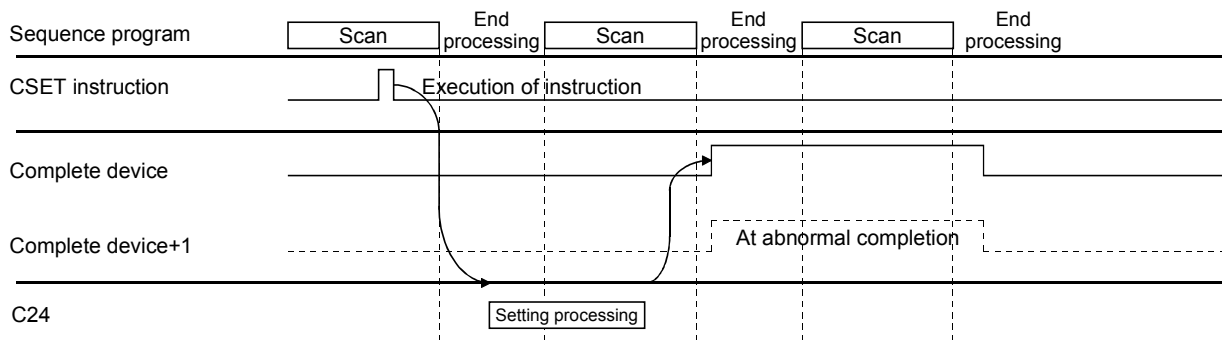 Sequence program
Scan
End
processing
Scan
End
processing
Scan
End
processing
CSET instruction
Execution of instruction
Complete device
Complete device+1
At abnormal completion
C24
Setting processing